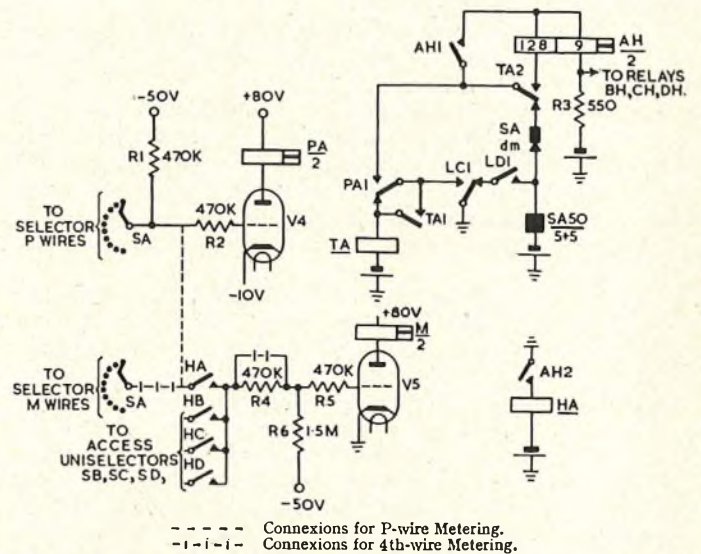 AH1
128 9 AH
2
TO RELAYS
BH, CH, DH.
TA2
R3 550
-50V
+80V
R1 470K
PA
2
SA
dm
LC1
LD1
PA1
TA1
TO
SELECTOR
P WIRES
SA
470K
R2
V4
-10V
TA
SA50
5+5
+80V
M
2
TO
SELECTOR
M WIRES
SA
HA
470K
R4
470K
R5
V5
HB
HC
HD
TO
ACCESS
UNISELECTORS
SB, SC, SD,
R6 1·5M
-50V
AH2
HA
Connexions for P-wire Metering.
Connexions for 4th-wire Metering.